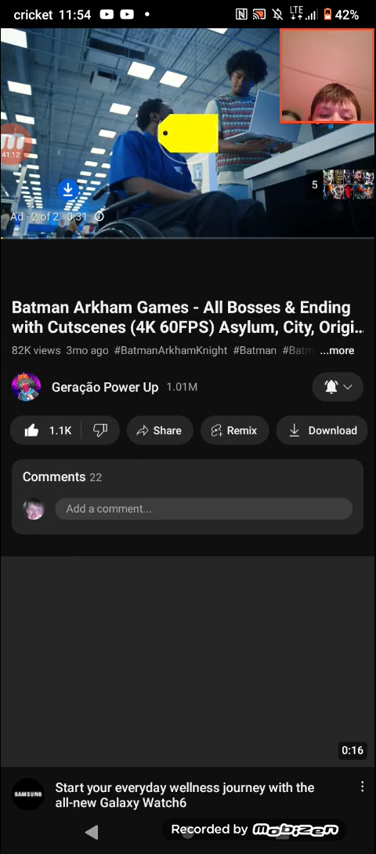 cricket 11:54
LTE
42%
41:12
5
Ad · 2 of 2 · 0:31
Batman Arkham Games - All Bosses & Ending
with Cutscenes (4K 60FPS) Asylum, City, Origi...
82K views 3mo ago #BatmanArkhamKnight #Batman #Batm ...more
Geração Power Up 1.01M
1.1K
Share
Remix
Download
Comments 22
Add a comment...
0:16
SAMSUNG
Start your everyday wellness journey with the
all-new Galaxy Watch6
Recorded by Mobizen